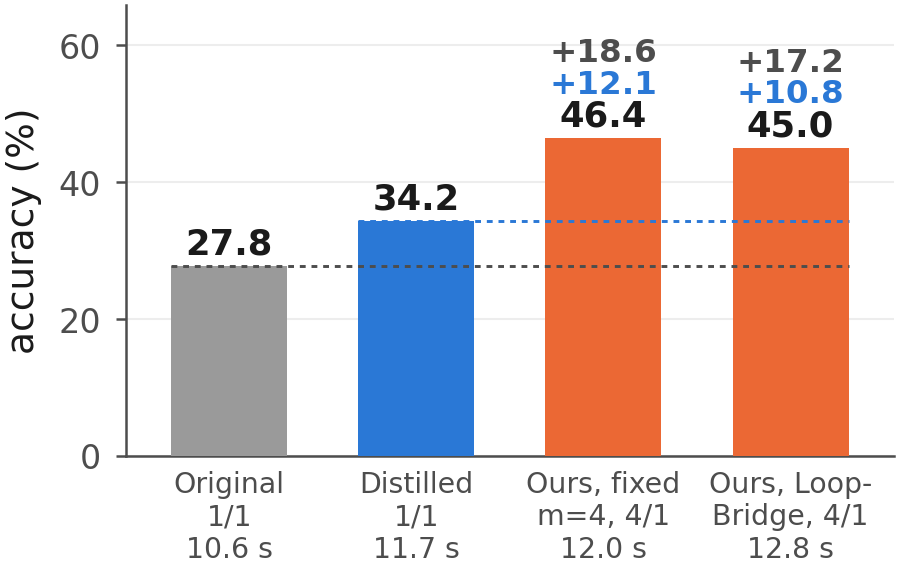 accuracy (%)
60
40
20
0
27.8
34.2
+18.6
+12.1
46.4
+17.2
+10.8
45.0
Original
1/1
10.6 s
Distilled
1/1
11.7 s
Ours, fixed
m=4, 4/1
12.0 s
Ours, Loop-
Bridge, 4/1
12.8 s